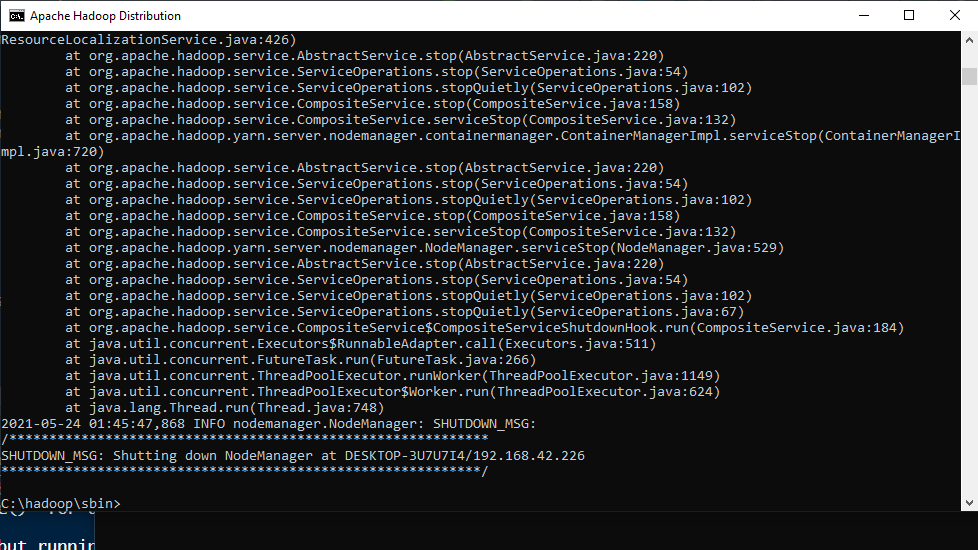 Apache Hadoop Distribution
ResourceLocalizationService.java:426)
        at org.apache.hadoop.service.AbstractService.stop(AbstractService.java:220)
        at org.apache.hadoop.service.ServiceOperations.stop(ServiceOperations.java:54)
        at org.apache.hadoop.service.ServiceOperations.stopQuietly(ServiceOperations.java:102)
        at org.apache.hadoop.service.CompositeService.stop(CompositeService.java:158)
        at org.apache.hadoop.service.CompositeService.serviceStop(CompositeService.java:132)
        at org.apache.hadoop.yarn.server.nodemanager.containermanager.ContainerManagerImpl.serviceStop(ContainerManagerI
mpl.java:720)
        at org.apache.hadoop.service.AbstractService.stop(AbstractService.java:220)
        at org.apache.hadoop.service.ServiceOperations.stop(ServiceOperations.java:54)
        at org.apache.hadoop.service.ServiceOperations.stopQuietly(ServiceOperations.java:102)
        at org.apache.hadoop.service.CompositeService.stop(CompositeService.java:158)
        at org.apache.hadoop.service.CompositeService.serviceStop(CompositeService.java:132)
        at org.apache.hadoop.yarn.server.nodemanager.NodeManager.serviceStop(NodeManager.java:529)
        at org.apache.hadoop.service.AbstractService.stop(AbstractService.java:220)
        at org.apache.hadoop.service.ServiceOperations.stop(ServiceOperations.java:54)
        at org.apache.hadoop.service.ServiceOperations.stopQuietly(ServiceOperations.java:102)
        at org.apache.hadoop.service.ServiceOperations.stopQuietly(ServiceOperations.java:67)
        at org.apache.hadoop.service.CompositeService$CompositeServiceShutdownHook.run(CompositeService.java:184)
        at java.util.concurrent.Executors$RunnableAdapter.call(Executors.java:511)
        at java.util.concurrent.FutureTask.run(FutureTask.java:266)
        at java.util.concurrent.ThreadPoolExecutor.runWorker(ThreadPoolExecutor.java:1149)
        at java.util.concurrent.ThreadPoolExecutor$Worker.run(ThreadPoolExecutor.java:624)
        at java.lang.Thread.run(Thread.java:748)
2021-05-24 01:45:47,868 INFO nodemanager.NodeManager: SHUTDOWN_MSG:
/************************************************************
SHUTDOWN_MSG: Shutting down NodeManager at DESKTOP-3U7U7I4/192.168.42.226
************************************************************/
C:\hadoop\sbin>
but